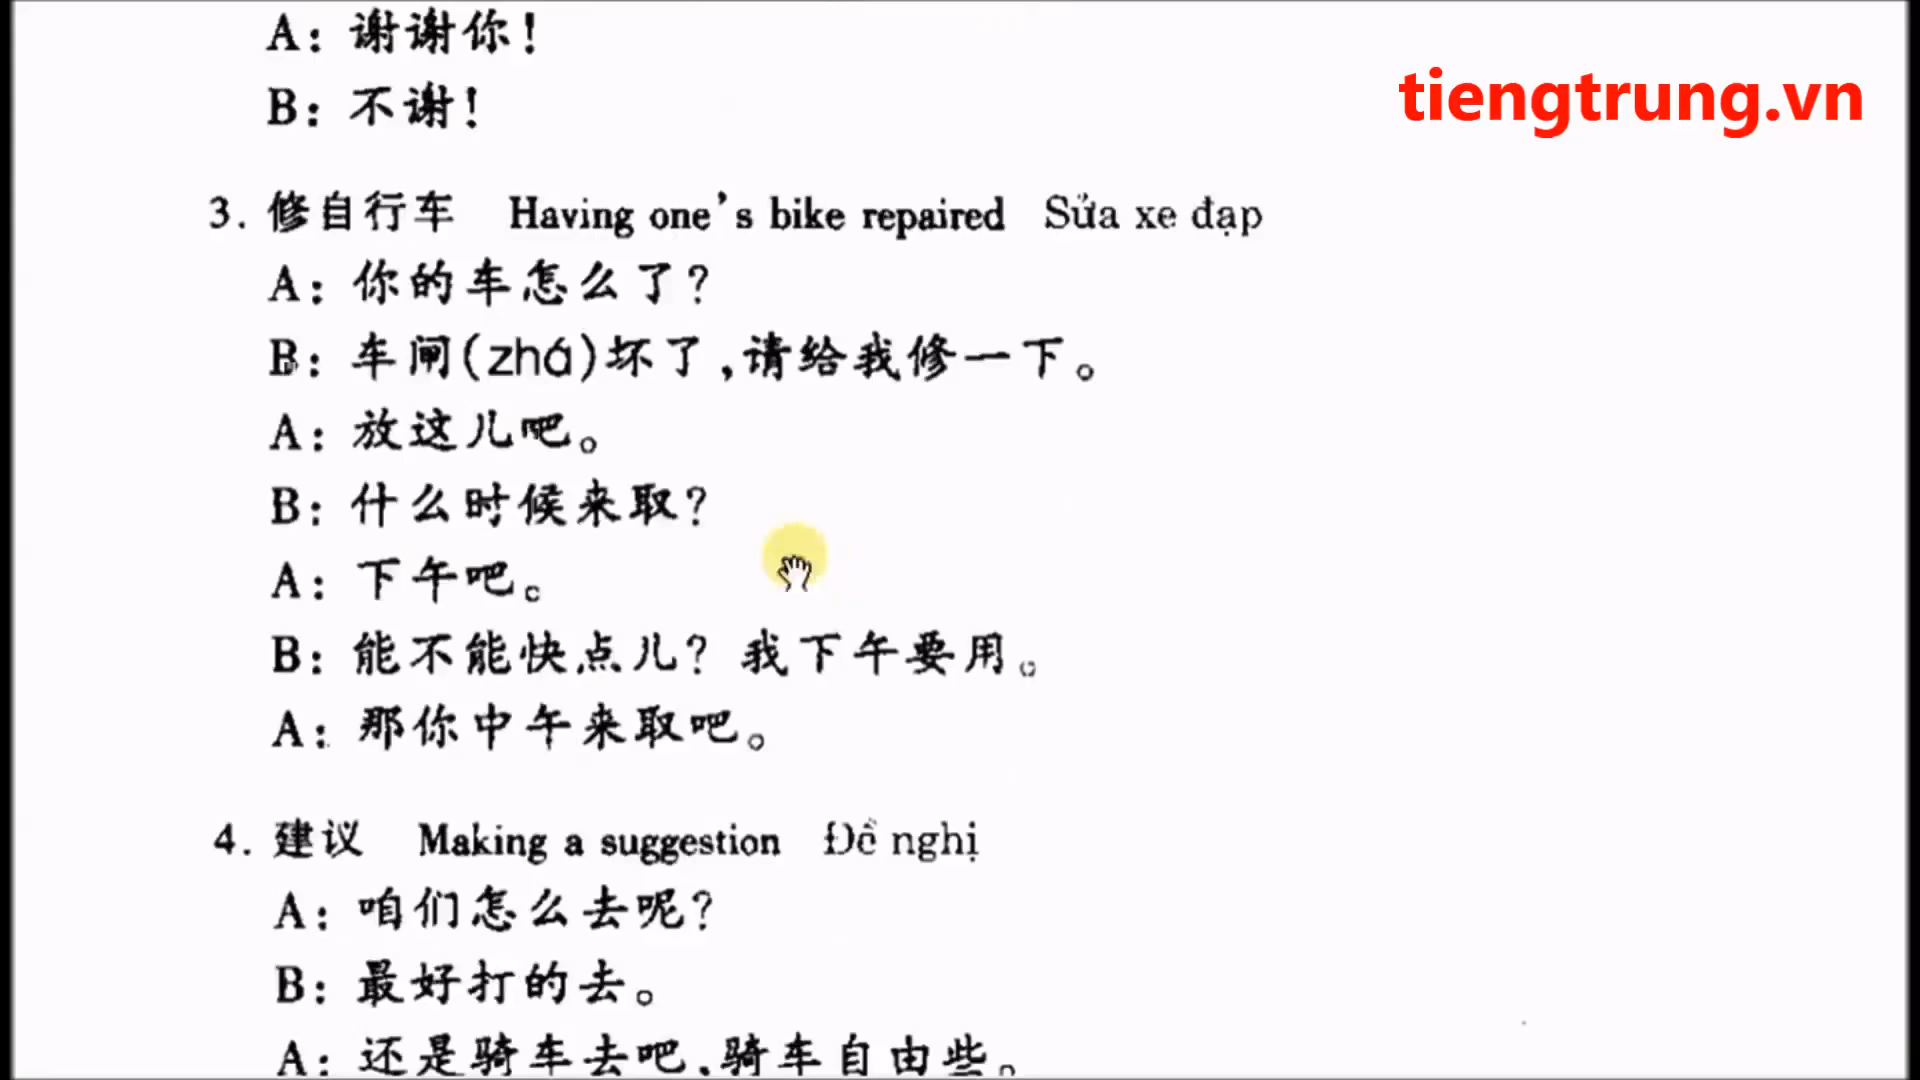 A: 谢谢你!
tiengtrung.vn
B: 不谢!
3. 修自行车 Having one's bike repaired Sửa xe đạp
A: 你的车怎么了?
B: 车闸(zhá)坏了,请给我修一下。
A: 放这儿吧。
B: 什么时候来取?
A: 下午吧。
B: 能不能快点儿? 我下午要用。
A: 那你中午来取吧。
4. 建议 Making a suggestion Đề nghị
A: 咱们怎么去呢?
B: 最好打的去。
A: 还是骑车去吧,骑车自由些。